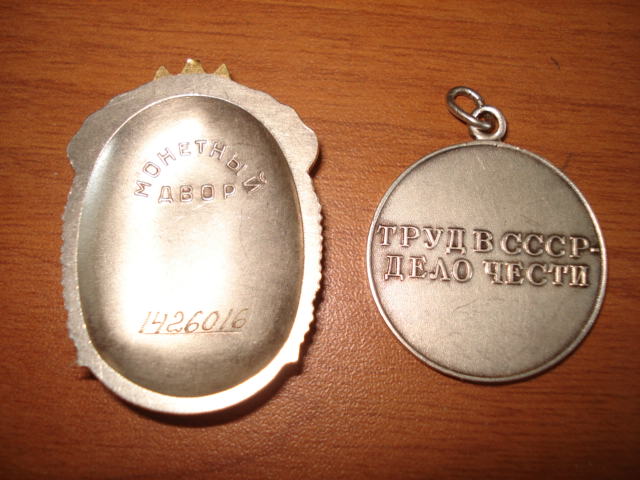 МОНЕТНЫЙ
ДВОР
1426016
ТРУД В СССР-
ДЕЛО ЧЕСТИ